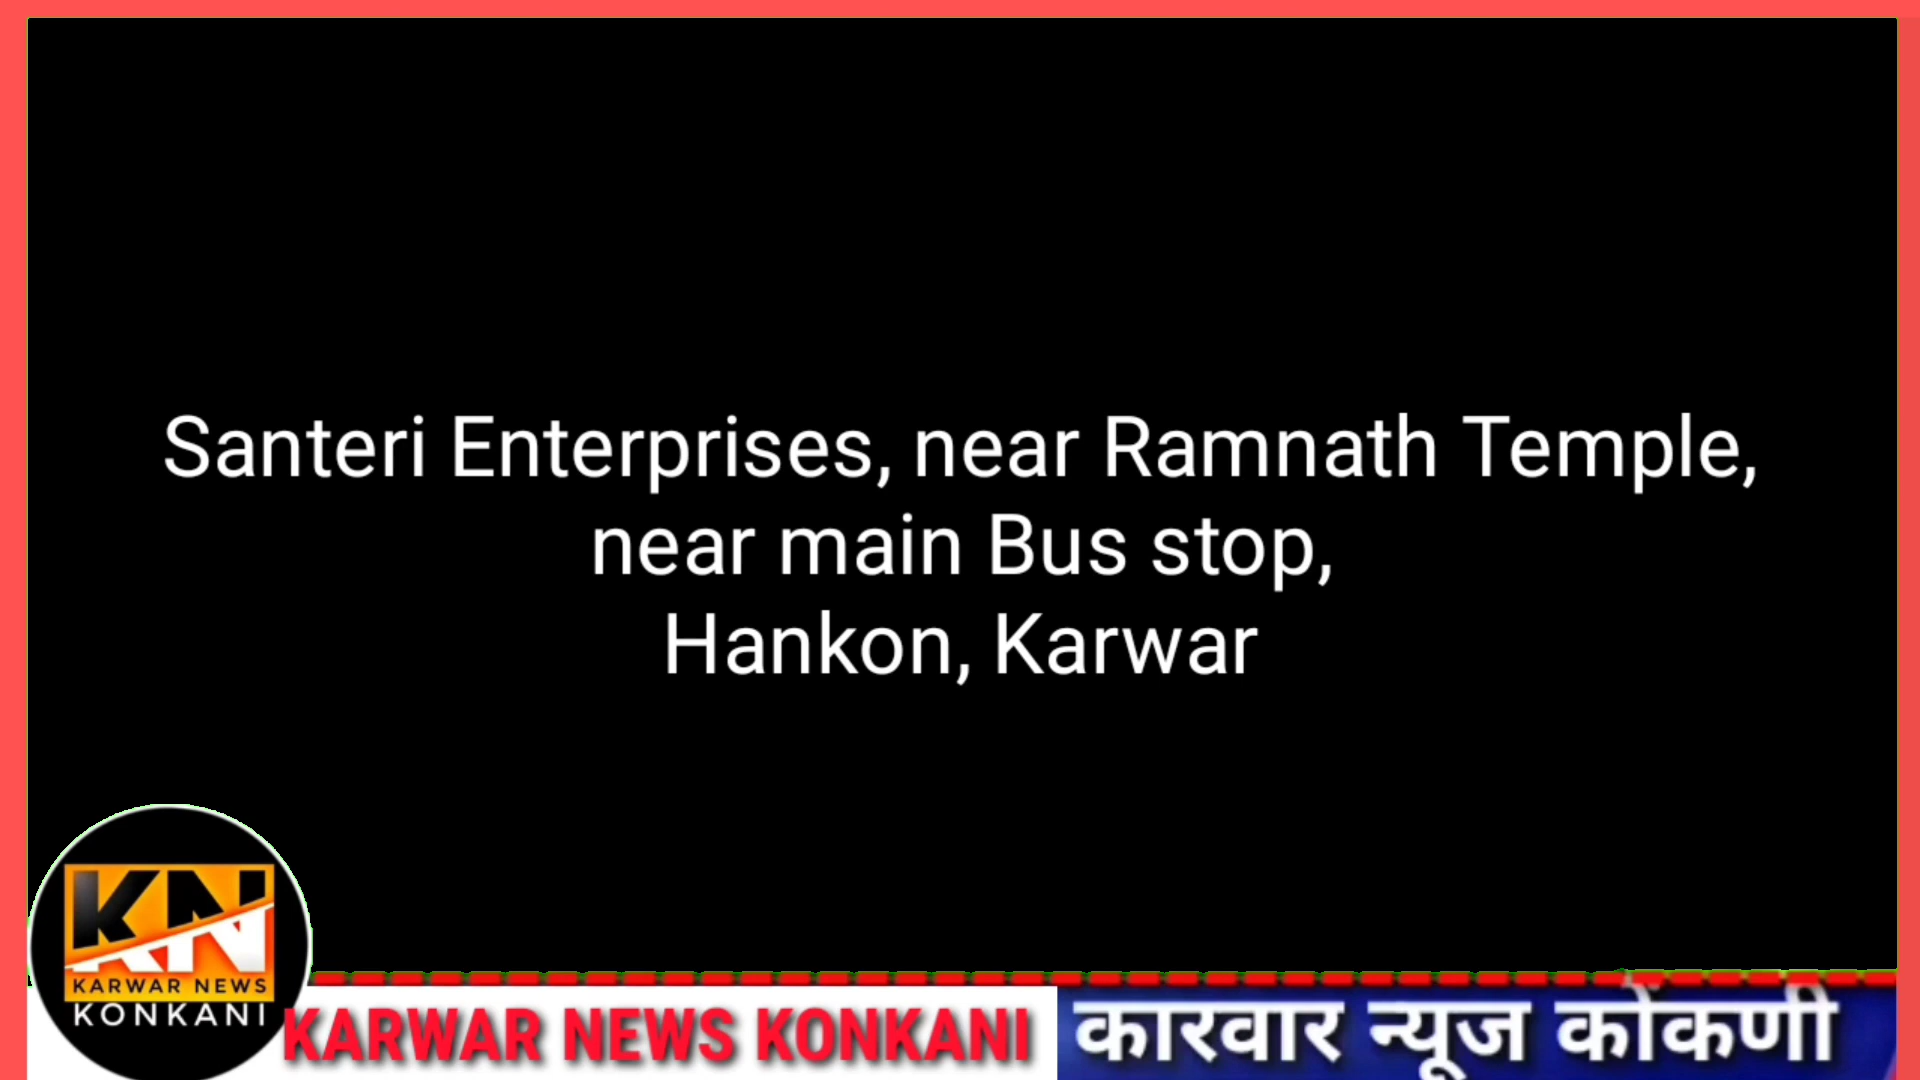 Santeri Enterprises, near Ramnath Temple,
near main Bus stop,
Hankon, Karwar
KN
KARWAR NEWS
KONKANI
KARWAR NEWS KONKANI
कारवार न्यूज कोंकणी